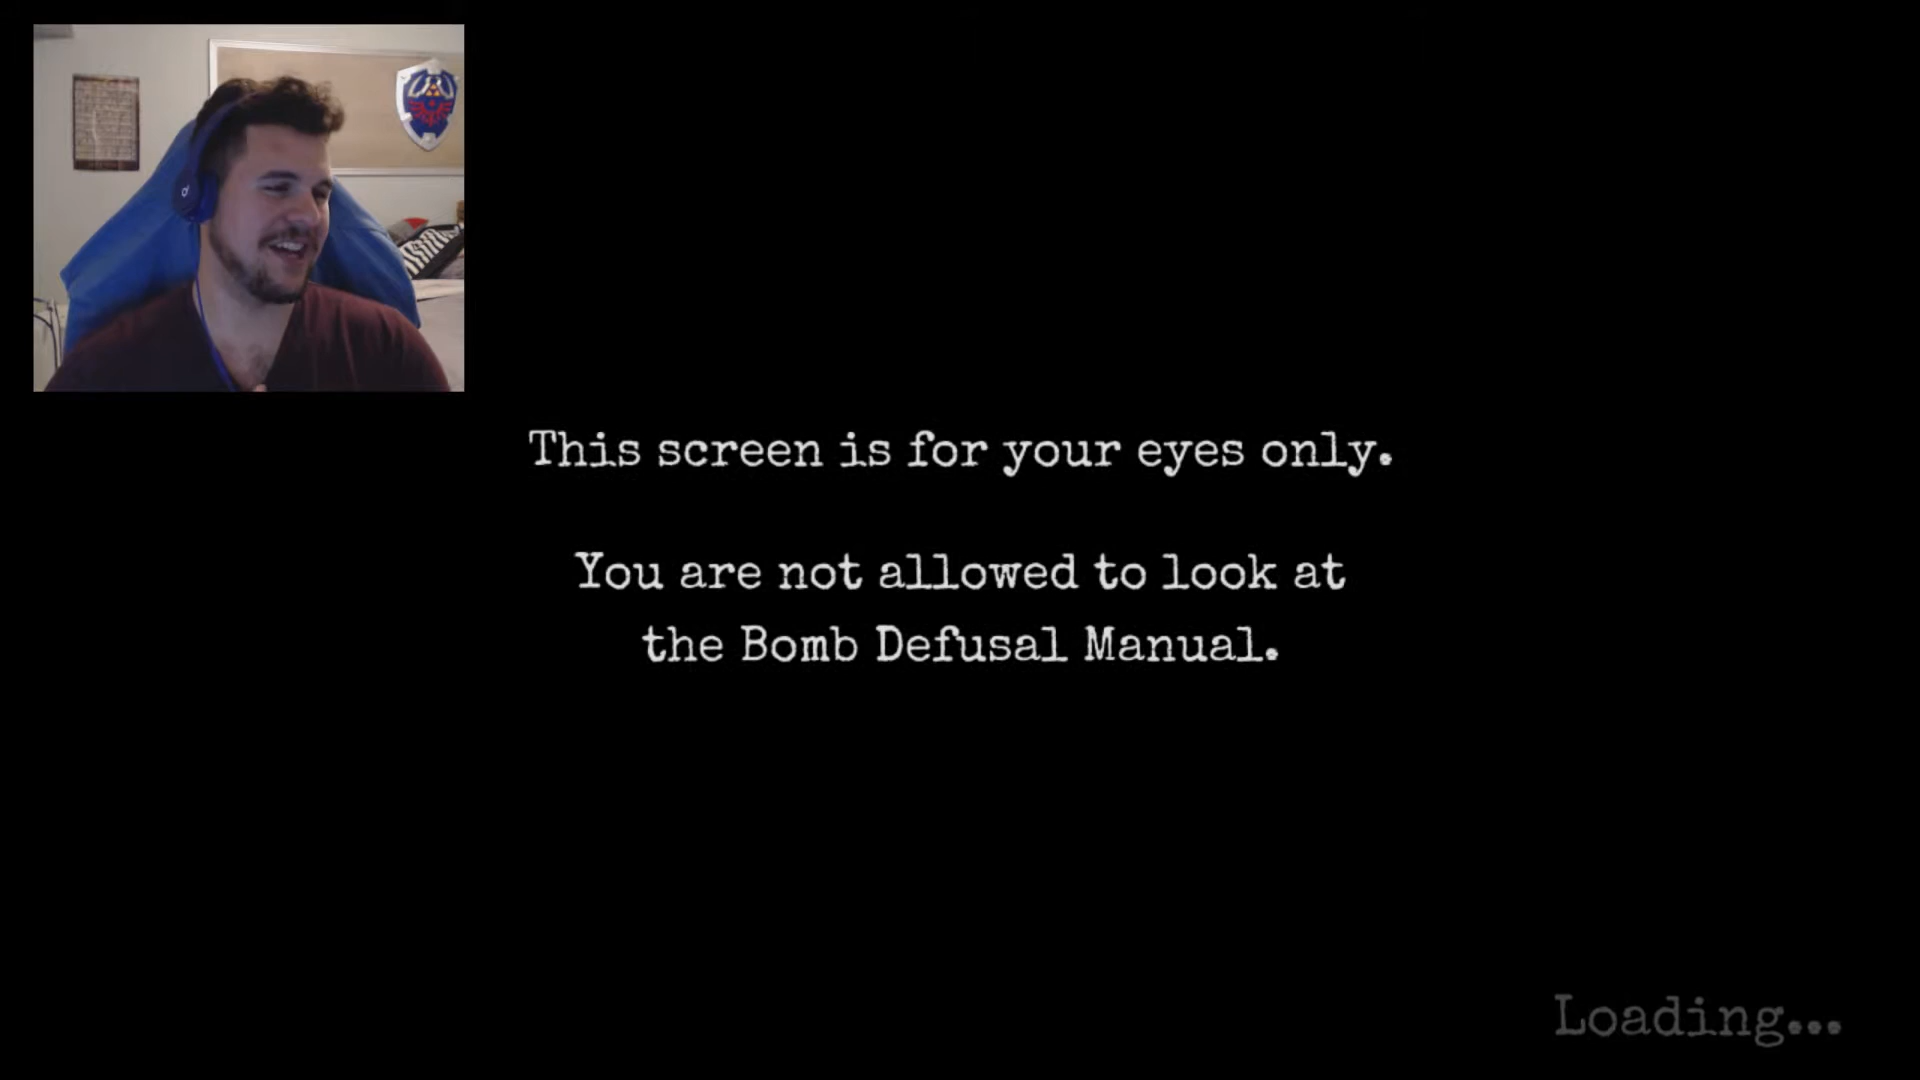 This screen is for your eyes only.
You are not allowed to look at
the Bomb Defusal Manual.
Loading...